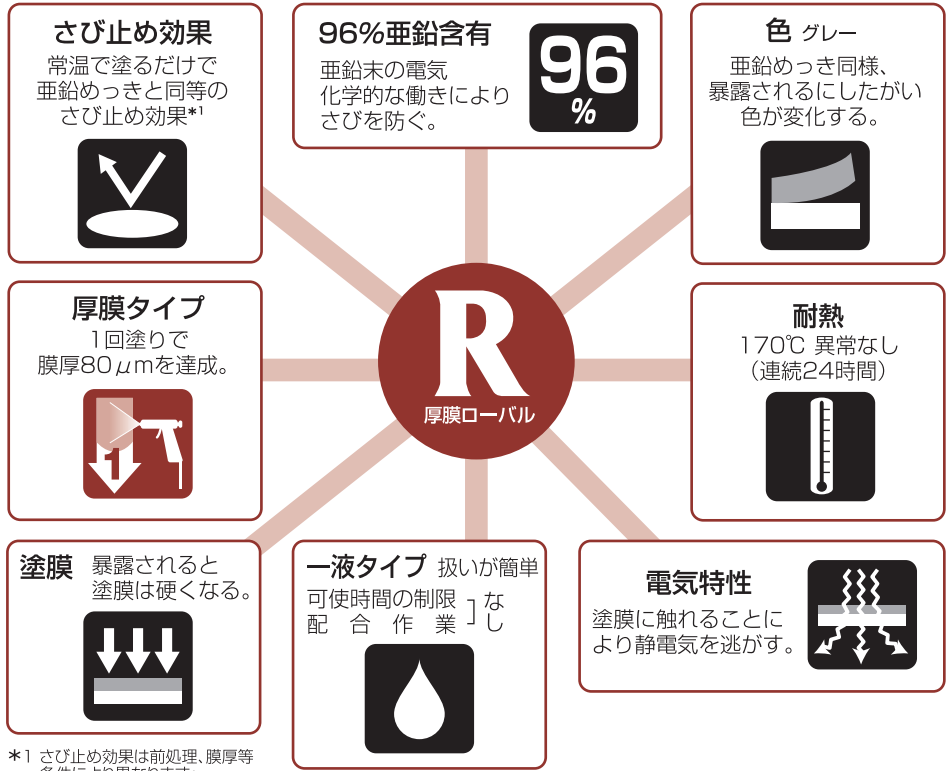 さび止め効果
常温で塗るだけで
亜鉛めっきと同等の
さび止め効果*1
96%亜鉛含有
亜鉛末の電気
化学的な働きにより
さびを防ぐ。
96
%
色 グレー
亜鉛めっき同様、
暴露されるにしたがい
色が変化する。
厚膜タイプ
1回塗りで
膜厚80μmを達成。
1
R
厚膜ローバル
耐熱
170℃ 異常なし
(連続24時間)
塗膜 暴露されると
塗膜は硬くなる。
一液タイプ 扱いが簡単
可使時間の制限 な
配合作業 し
電気特性
塗膜に触れることに
より静電気を逃がす。
*1 さび止め効果は前処理、膜厚等
条件により異なります。